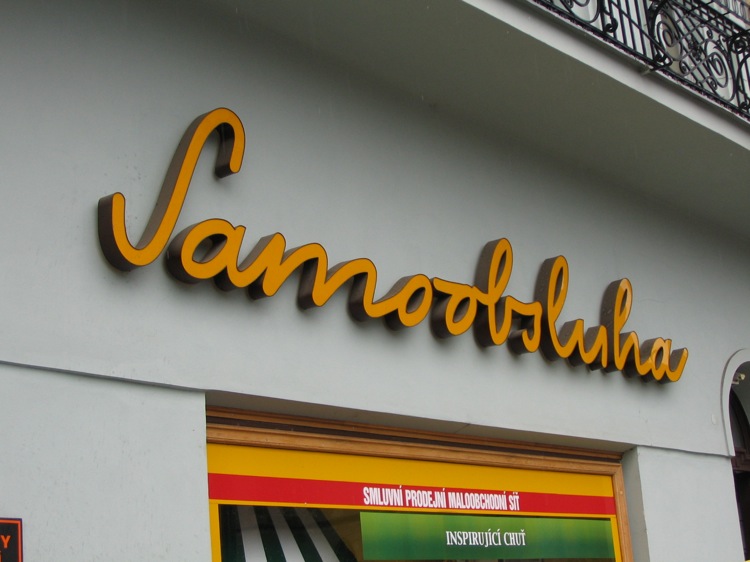 Samoobsluha
SMLUVNÍ PRODEJNÍ MALOOBCHODNÍ SÍŤ
INSPIRUJÍCÍ CHUŤ